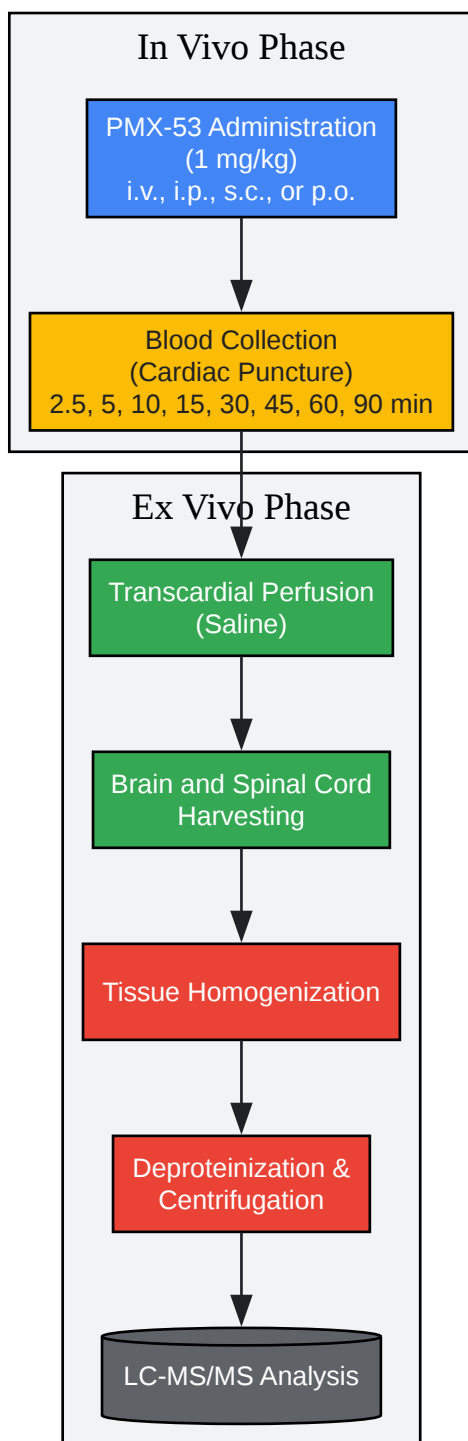 In Vivo Phase
PMX-53 Administration
(1 mg/kg)
i.v., i.p., s.c., or p.o.
Blood Collection
(Cardiac Puncture)
2.5, 5, 10, 15, 30, 45, 60, 90 min
Ex Vivo Phase
Transcardial Perfusion
(Saline)
Brain and Spinal Cord
Harvesting
Tissue Homogenization
Deproteinization &
Centrifugation
LC-MS/MS Analysis